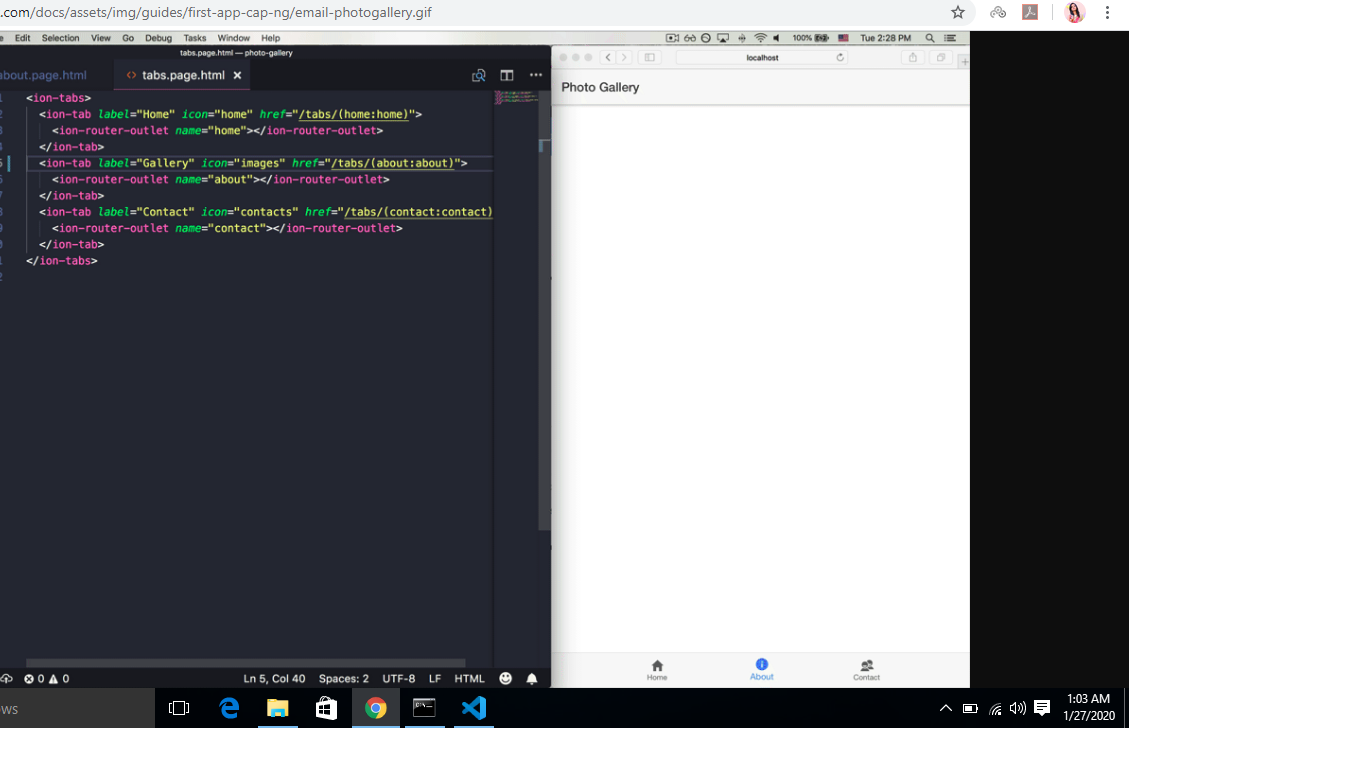 .com/docs/assets/img/guides/first-app-cap-ng/email-photogallery.gif
Edit Selection View Go Debug Tasks Window Help
100% Tue 2:28 PM
tabs.page.html — photo-gallery
localhost
about.page.html
<> tabs.page.html ×
Photo Gallery
<ion-tabs>
<ion-tab label="Home" icon="home" href="/tabs/(home:home)">
<ion-router-outlet name="home"></ion-router-outlet>
</ion-tab>
<ion-tab label="Gallery" icon="images" href="/tabs/(about:about)">
<ion-router-outlet name="about"></ion-router-outlet>
</ion-tab>
<ion-tab label="Contact" icon="contacts" href="/tabs/(contact:contact)
<ion-router-outlet name="contact"></ion-router-outlet>
</ion-tab>
</ion-tabs>
Home
About
Contact
0 0 Ln 5, Col 40 Spaces: 2 UTF-8 LF HTML
ws
1:03 AM
1/27/2020